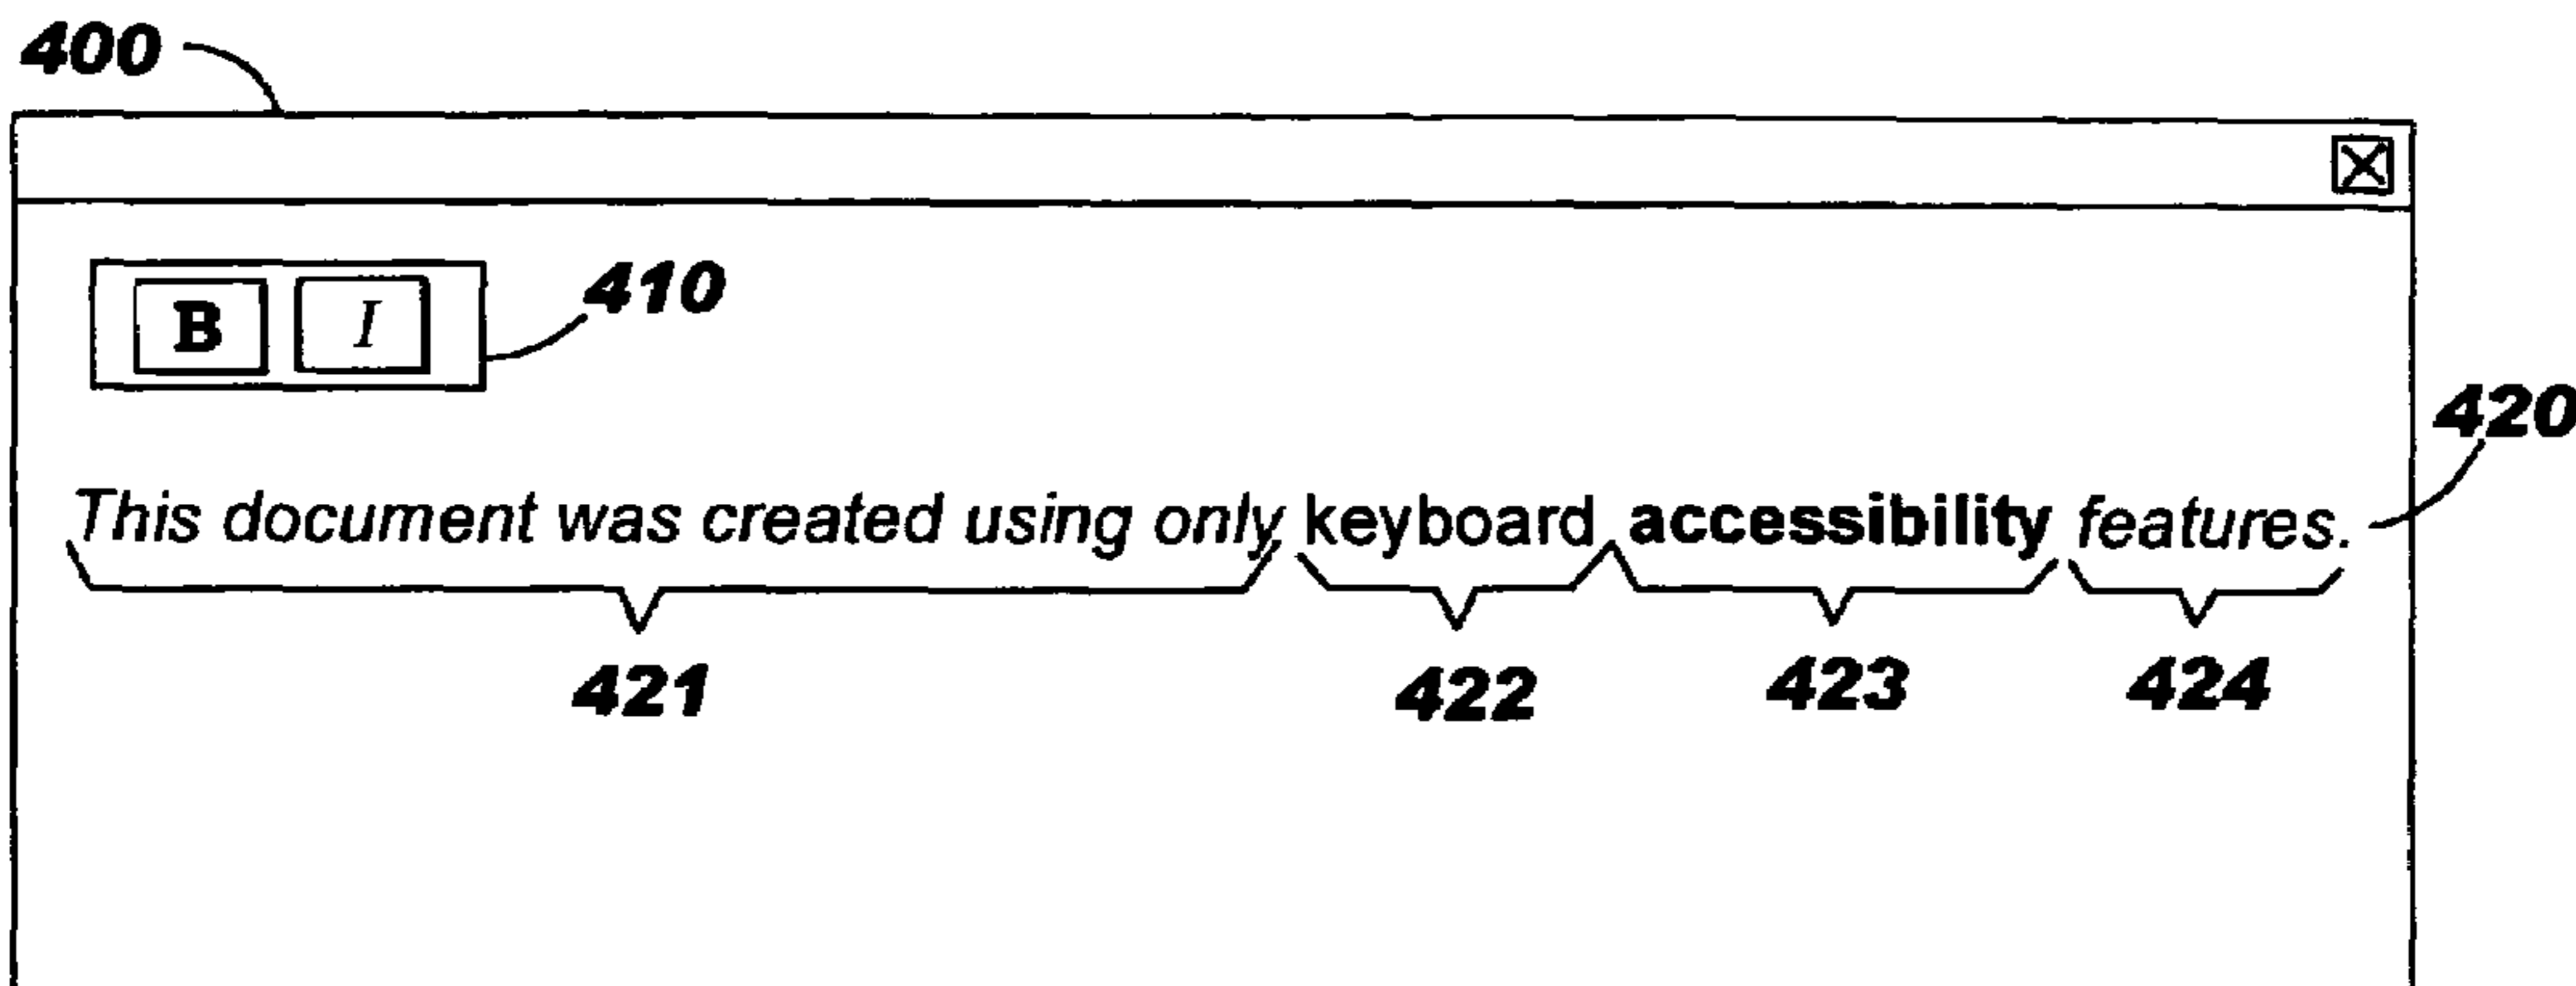 400
B I 410
420
This document was created using only keyboard accessibility features.
421 422 423 424